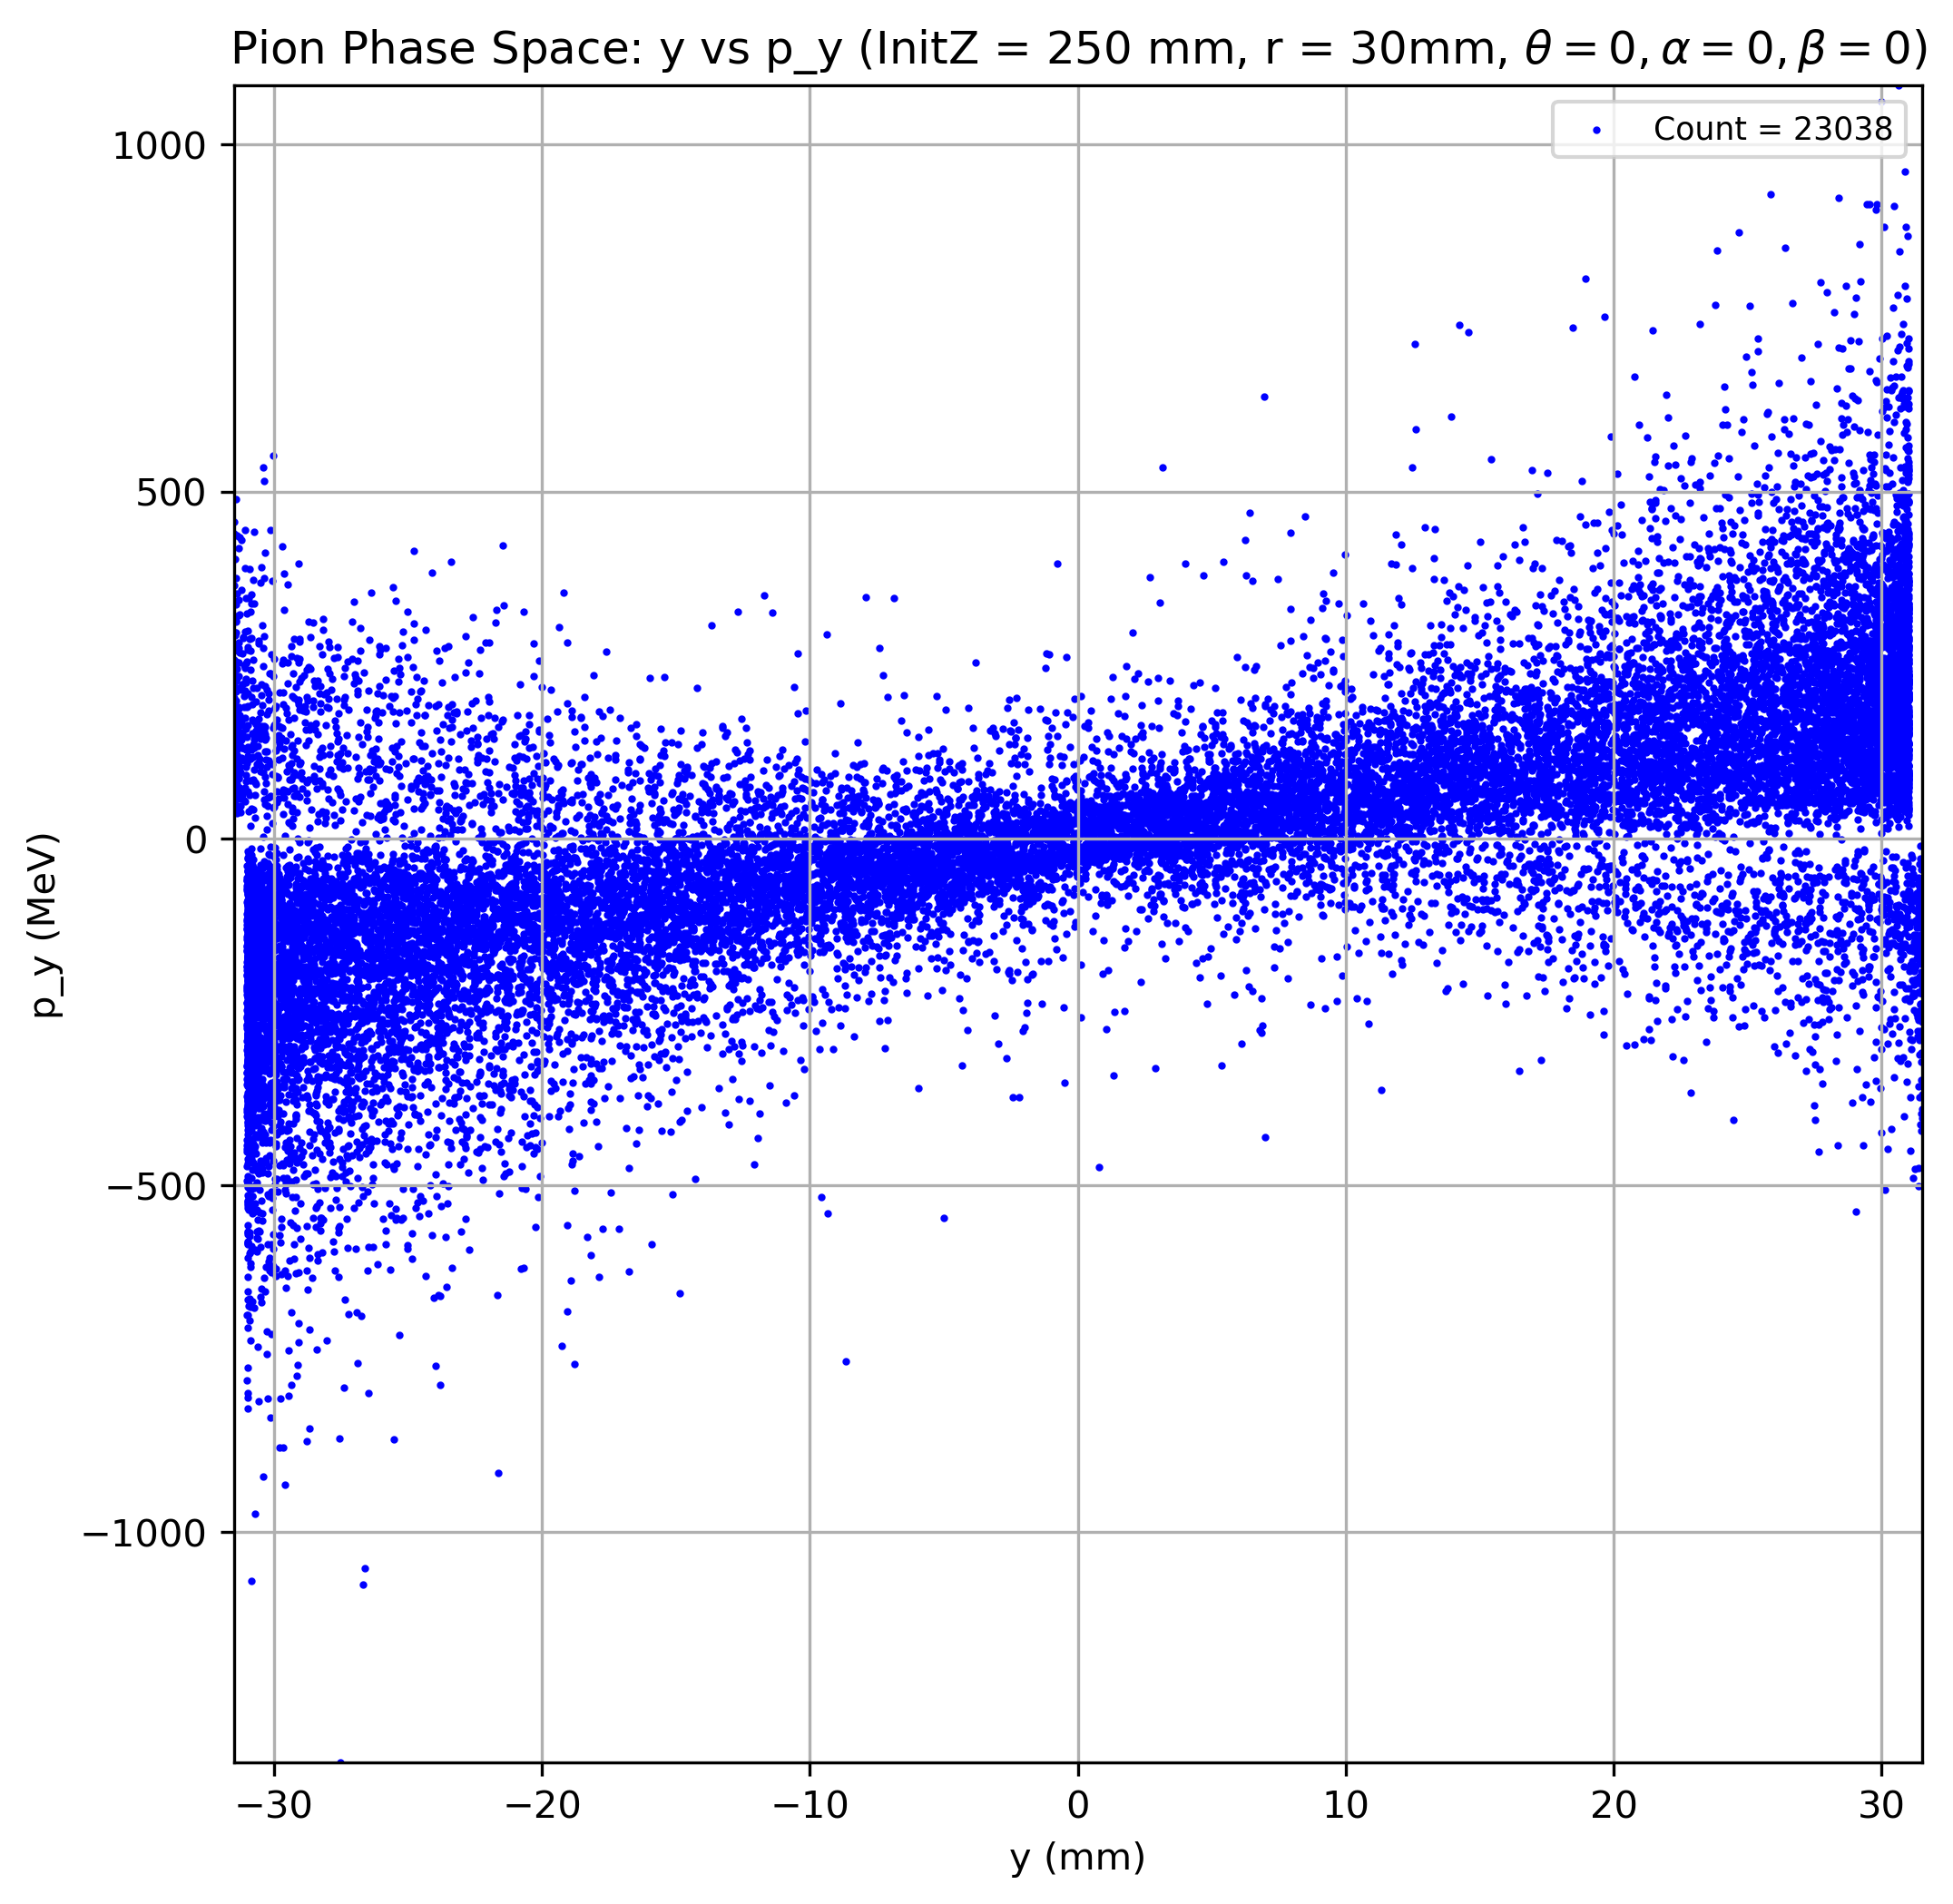 Pion Phase Space: y vs p_y (InitZ = 250 mm, r = 30mm, θ = 0, α = 0, β = 0)
Count = 23038
1000
500
0
−500
−1000
p_y (MeV)
−30 −20 −10 0 10 20 30
y (mm)